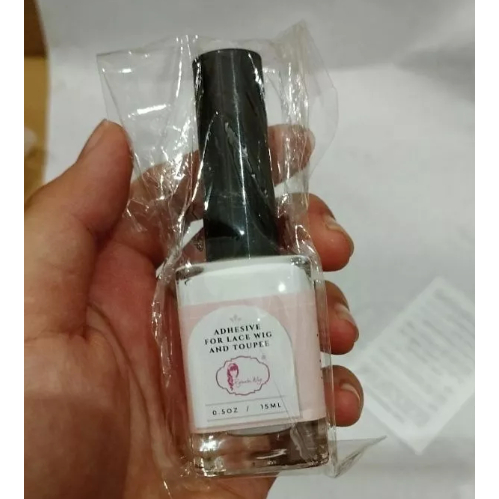 ADHESIVE
FOR LACE WIG
AND TOUPEE
®
0.5OZ / 15ML